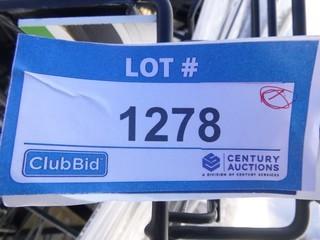 LOT #
1278
ClubBid
CENTURY
AUCTIONS
A DIVISION OF CENTURY SERVICES